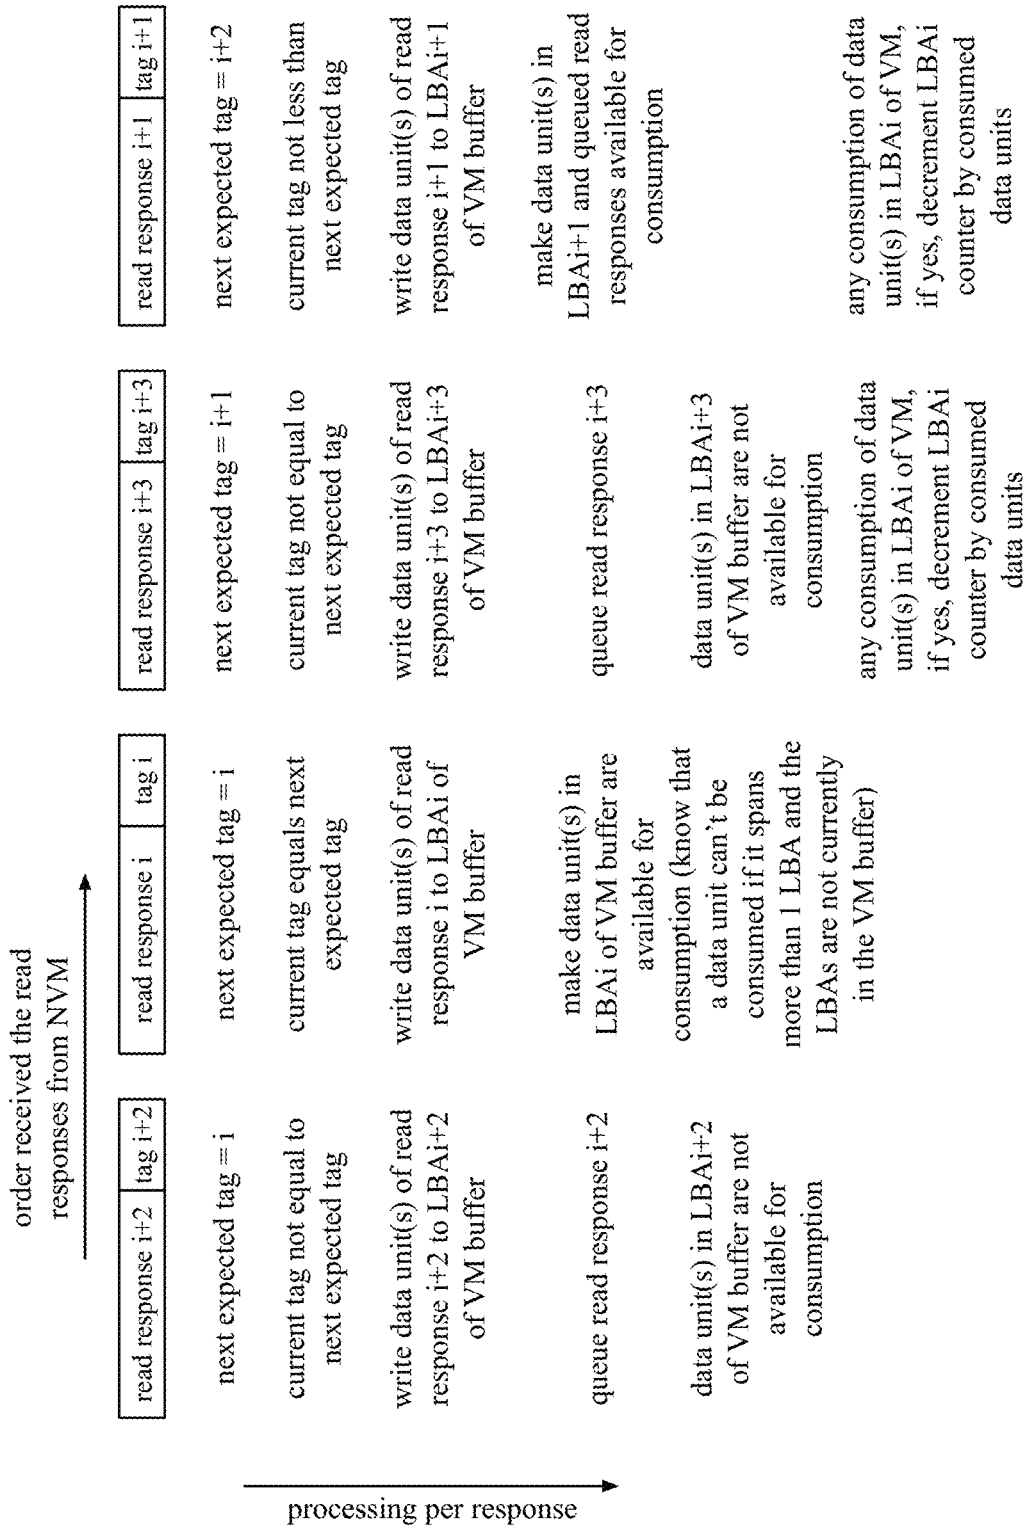 order received the read
responses from NVM
processing per response
read response i+2 tag i+2
next expected tag = i
current tag not equal to
next expected tag
write data unit(s) of read
response i+2 to LBAi+2
of VM buffer
queue read response i+2
data unit(s) in LBAi+2
of VM buffer are not
available for
consumption
read response i tag i
next expected tag = i
current tag equals next
expected tag
write data unit(s) of read
response i to LBAi of
VM buffer
make data unit(s) in
LBAi of VM buffer are
available for
consumption (know that
a data unit can't be
consumed if it spans
more than 1 LBA and the
LBAs are not currently
in the VM buffer)
read response i+3 tag i+3
next expected tag = i+1
current tag not equal to
next expected tag
write data unit(s) of read
response i+3 to LBAi+3
of VM buffer
queue read response i+3
data unit(s) in LBAi+3
of VM buffer are not
available for
consumption
any consumption of data
unit(s) in LBAi of VM,
if yes, decrement LBAi
counter by consumed
data units
read response i+1 tag i+1
next expected tag = i+2
current tag not less than
next expected tag
write data unit(s) of read
response i+1 to LBAi+1
of VM buffer
make data unit(s) in
LBAi+1 and queued read
responses available for
consumption
any consumption of data
unit(s) in LBAi of VM,
if yes, decrement LBAi
counter by consumed
data units